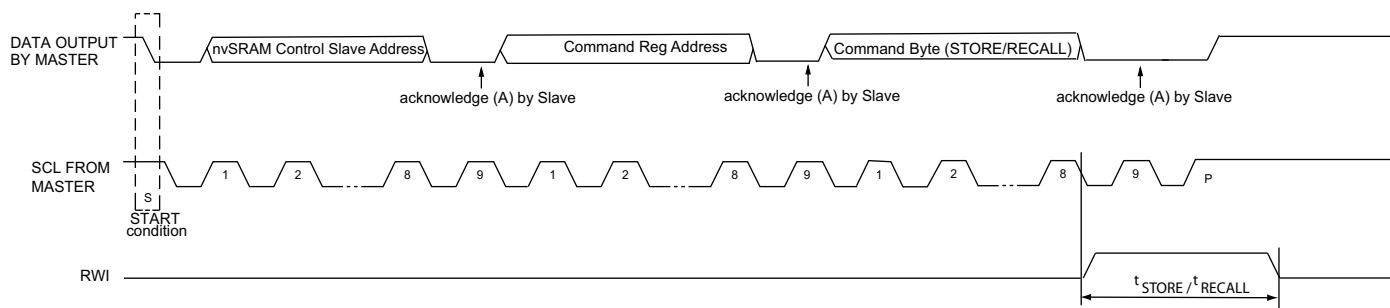 DATA OUTPUT
BY MASTER
nvSRAM Control Slave Address
Command Reg Address
Command Byte (STORE/RECALL)
acknowledge (A) by Slave
acknowledge (A) by Slave
acknowledge (A) by Slave
SCL FROM
MASTER
S
1
2
8
9
1
2
8
9
1
2
8
9
P
START
condition
RWI
tSTORE / tRECALL